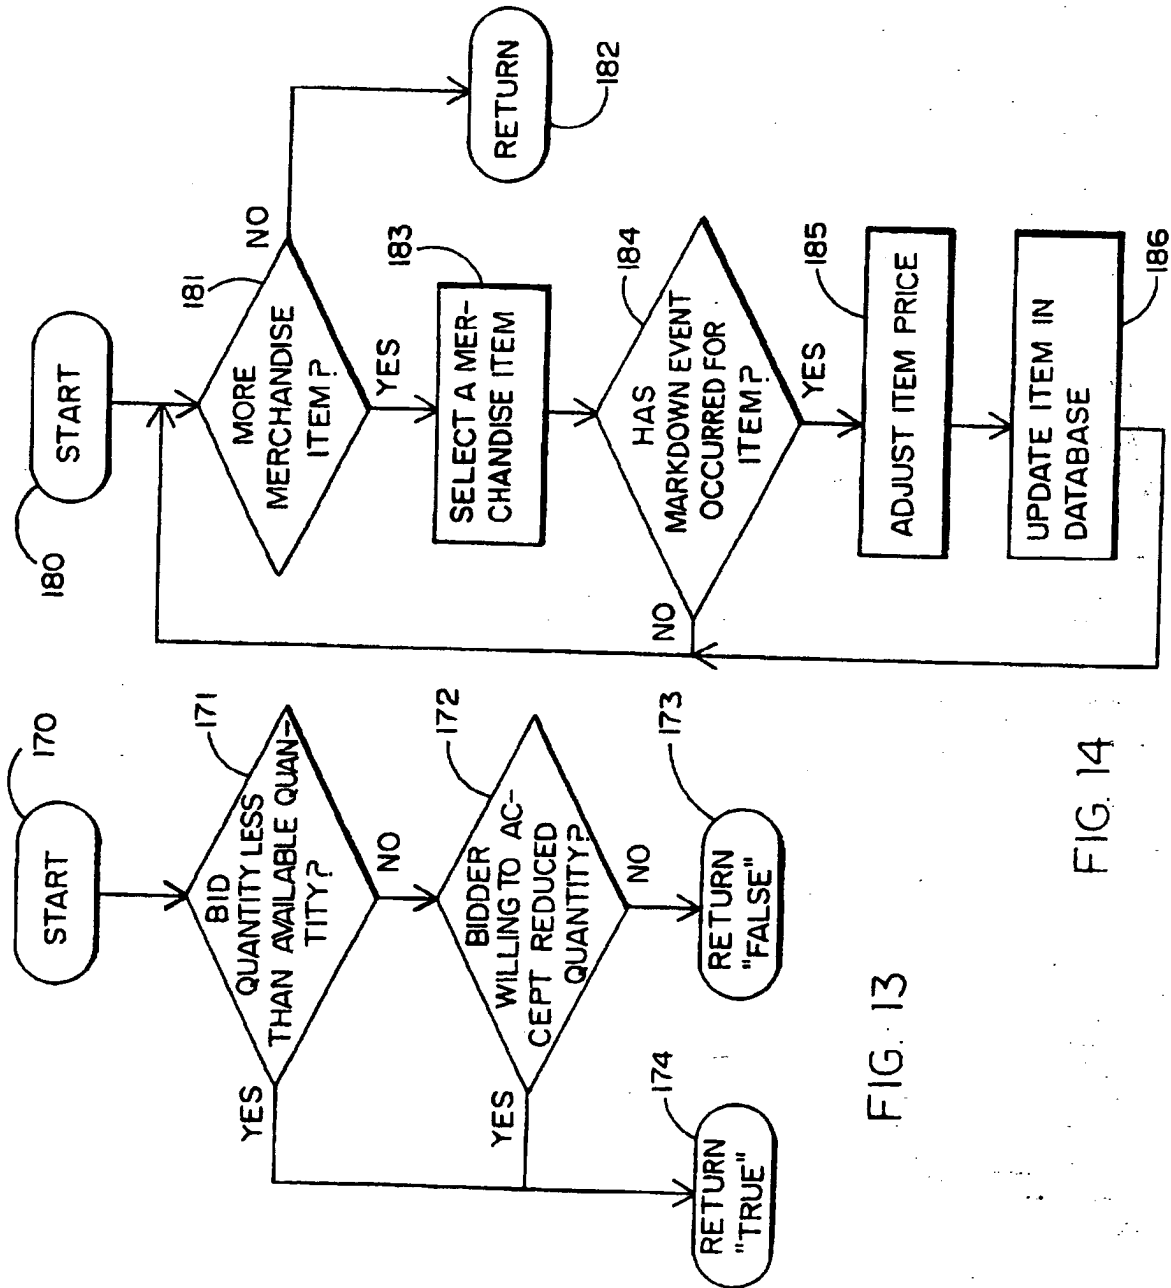 START
170
BID
QUANTITY LESS
THAN AVAILABLE QUAN-
TITY?
171
YES
NO
BIDDER
WILLING TO AC-
CEPT REDUCED
QUANTITY?
172
YES
NO
RETURN
"TRUE"
174
RETURN
"FALSE"
173
FIG. 13
START
180
MORE
MERCHANDISE
ITEM?
181
NO
YES
RETURN
182
SELECT A MER-
CHANDISE ITEM
183
HAS
MARKDOWN EVENT
OCCURRED FOR
ITEM?
184
NO
YES
ADJUST ITEM PRICE
185
UPDATE ITEM IN
DATABASE
186
FIG. 14